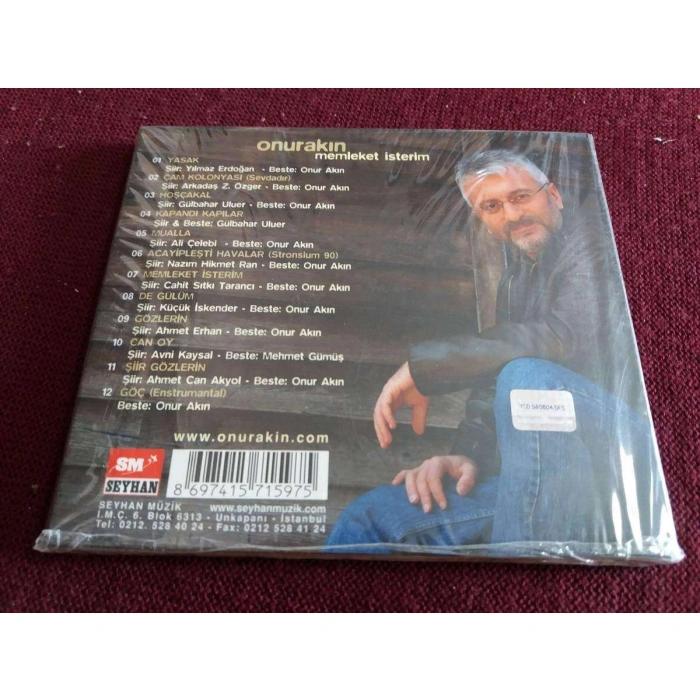 onurakın
memleket isterim
01 YASAK
Şiir: Yılmaz Erdoğan - Beste: Onur Akın
02 ÇAM KOLONYASI (Sevdadır)
Şiir: Arkadaş Z. Özger - Beste: Onur Akın
03 HOŞÇAKAL
Şiir: Gülbahar Uluer - Beste: Onur Akın
04 KAPANDI KAPILAR
Şiir & Beste: Gülbahar Uluer
05 MUALLA
Şiir: Ali Çelebi - Beste: Onur Akın
06 ACAYİPLEŞTİ HAVALAR (Stronsium 90)
Şiir: Nazım Hikmet Ran - Beste: Onur Akın
07 MEMLEKET İSTERİM
Şiir: Cahit Sıtkı Tarancı - Beste: Onur Akın
08 DE GÜLÜM
Şiir: Küçük İskender - Beste: Onur Akın
09 GÖZLERİN
Şiir: Ahmet Erhan - Beste: Onur Akın
10 CAN OY
Şiir: Avni Kaysal - Beste: Mehmet Gümüş
11 ŞİİR GÖZLERİN
Şiir: Ahmet Can Akyol - Beste: Onur Akın
12 GÖÇ (Enstrumantal)
Beste: Onur Akın
www.onurakin.com
SM
SEYHAN
8 697415 715975
SEYHAN MÜZİK www.seyhanmuzik.com
İ.M.Ç. 6. Blok 6313 - Unkapanı - İstanbul
Tel: 0212. 528 40 24 - Fax: 0212 528 41 24